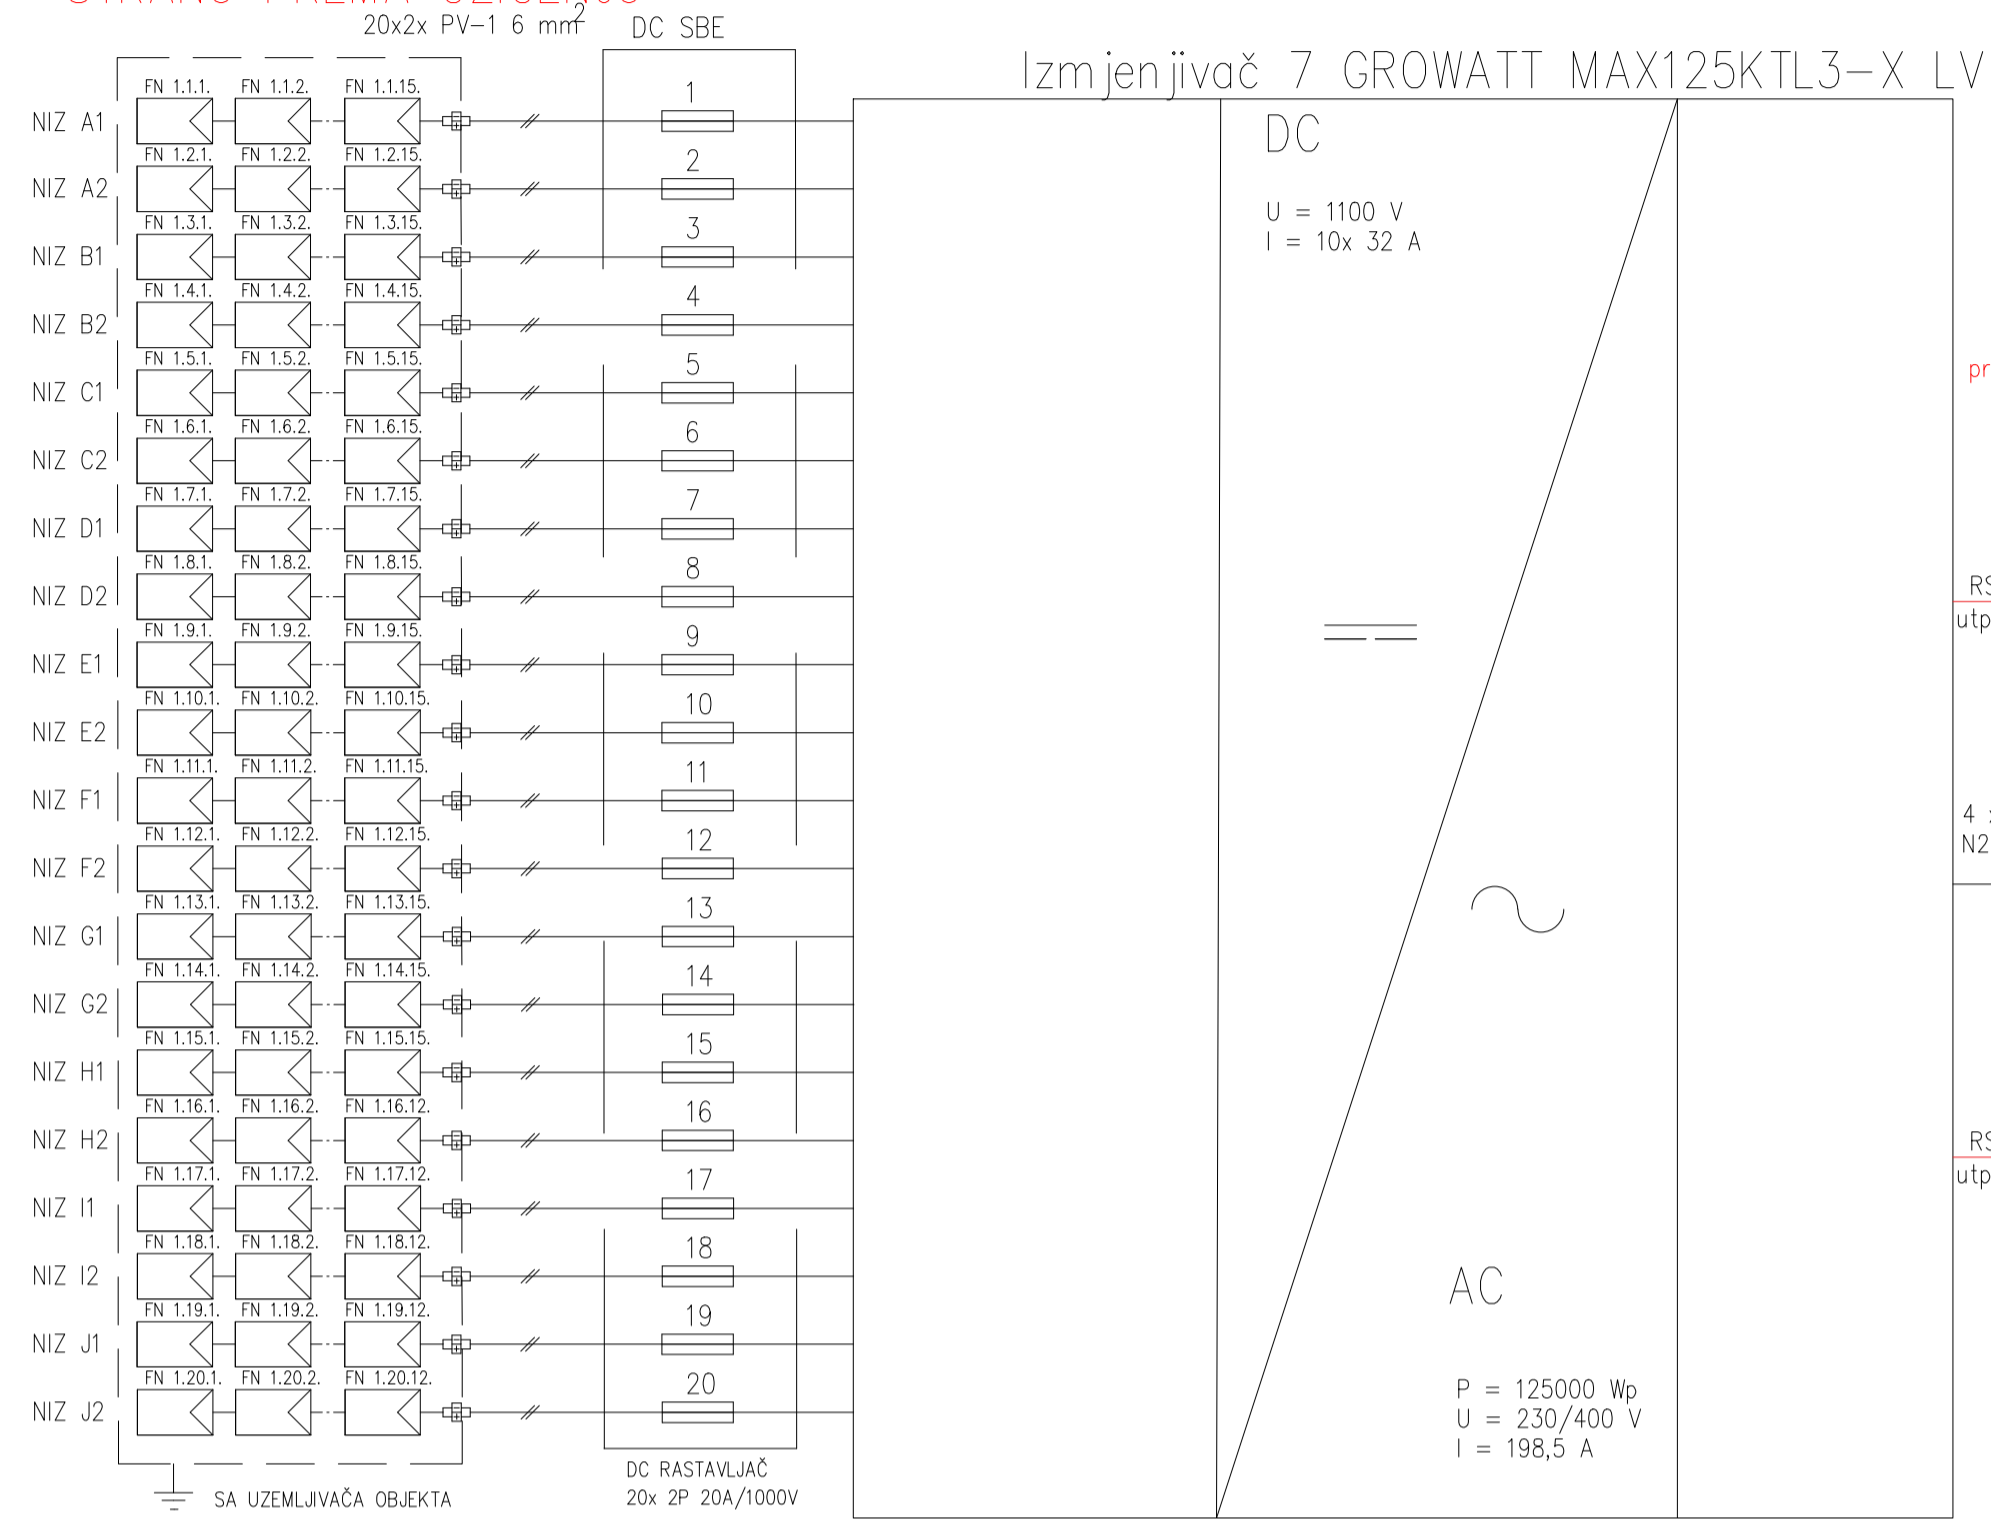 20x2x PV-1 6 mm²
DC SBE
Izmjenjivač 7 GROWATT MAX125KTL3-X LV
FN 1.1.1. FN 1.1.2. FN 1.1.15.
NIZ A1
1
FN 1.2.1. FN 1.2.2. FN 1.2.15.
NIZ A2
2
FN 1.3.1. FN 1.3.2. FN 1.3.15.
NIZ B1
3
FN 1.4.1. FN 1.4.2. FN 1.4.15.
NIZ B2
4
FN 1.5.1. FN 1.5.2. FN 1.5.15.
NIZ C1
5
FN 1.6.1. FN 1.6.2. FN 1.6.15.
NIZ C2
6
FN 1.7.1. FN 1.7.2. FN 1.7.15.
NIZ D1
7
FN 1.8.1. FN 1.8.2. FN 1.8.15.
NIZ D2
8
FN 1.9.1. FN 1.9.2. FN 1.9.15.
NIZ E1
9
FN 1.10.1. FN 1.10.2. FN 1.10.15.
NIZ E2
10
FN 1.11.1. FN 1.11.2. FN 1.11.15.
NIZ F1
11
FN 1.12.1. FN 1.12.2. FN 1.12.15.
NIZ F2
12
FN 1.13.1. FN 1.13.2. FN 1.13.15.
NIZ G1
13
FN 1.14.1. FN 1.14.2. FN 1.14.15.
NIZ G2
14
FN 1.15.1. FN 1.15.2. FN 1.15.15.
NIZ H1
15
FN 1.16.1. FN 1.16.2. FN 1.16.12.
NIZ H2
16
FN 1.17.1. FN 1.17.2. FN 1.17.12.
NIZ I1
17
FN 1.18.1. FN 1.18.2. FN 1.18.12.
NIZ I2
18
FN 1.19.1. FN 1.19.2. FN 1.19.12.
NIZ J1
19
FN 1.20.1. FN 1.20.2. FN 1.20.12.
NIZ J2
20
SA UZEMLJIVAČA OBJEKTA
DC RASTAVLJAČ
20x 2P 20A/1000V
DC
U = 1100 V
I = 10x 32 A
AC
P = 125000 Wp
U = 230/400 V
I = 198,5 A
pr
RS
utp
4 x
N2
RS
utp